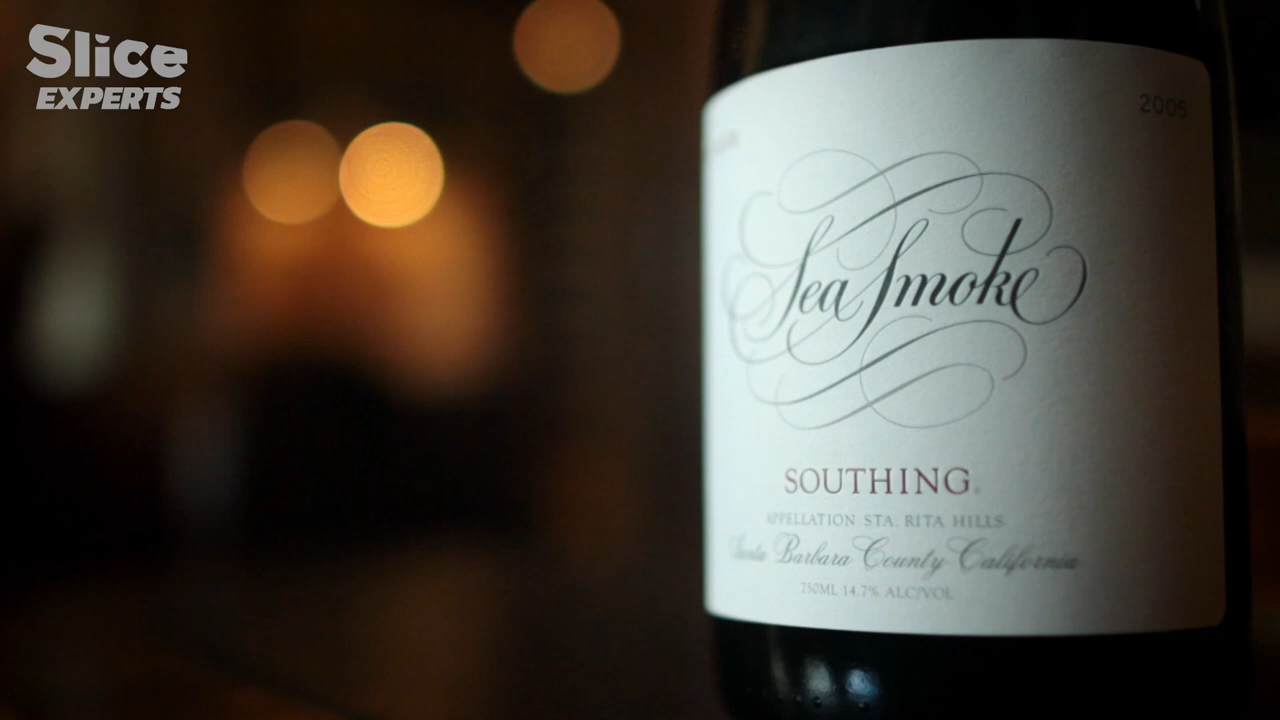 Slice
EXPERTS
2005
Sea Smoke
SOUTHING
APPELLATION STA. RITA HILLS
Santa Barbara County California
750ML 14.7% ALC/VOL